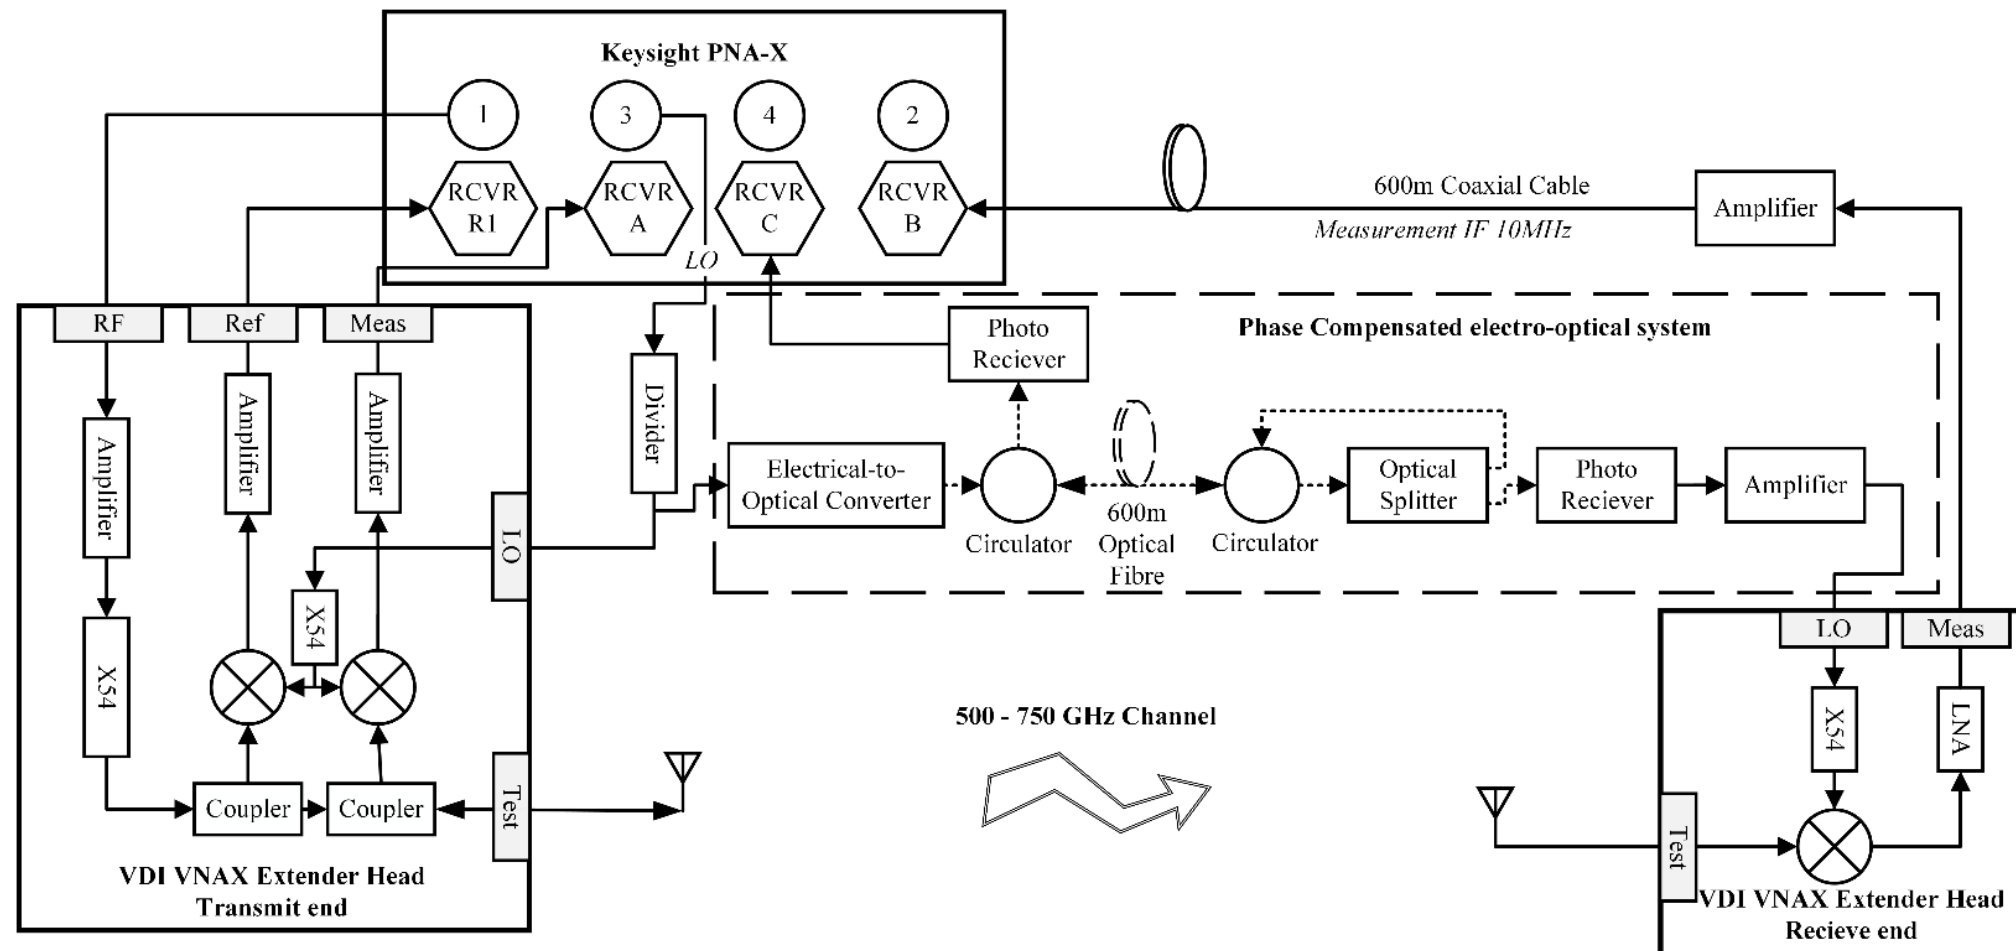 Keysight PNA-X
1
3
4
2
RCVR
R1
RCVR
A
RCVR
C
RCVR
B
LO
600m Coaxial Cable
Measurement IF 10MHz
Amplifier
RF
Ref
Meas
Amplifier
Amplifier
Amplifier
X54
X54
LO
Coupler
Coupler
Test
VDI VNAX Extender Head
Transmit end
Divider
Phase Compensated electro-optical system
Photo
Reciever
Electrical-to-
Optical Converter
Circulator
600m
Optical
Fibre
Circulator
Optical
Splitter
Photo
Reciever
Amplifier
500 - 750 GHz Channel
LO
Meas
X54
LNA
Test
VDI VNAX Extender Head
Recieve end